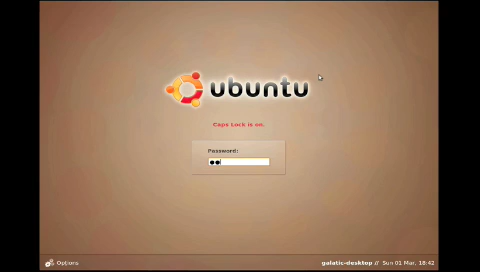 ubuntu
Caps Lock is on.
Password:
Options
galatic-desktop // Sun 01 Mar, 18:42